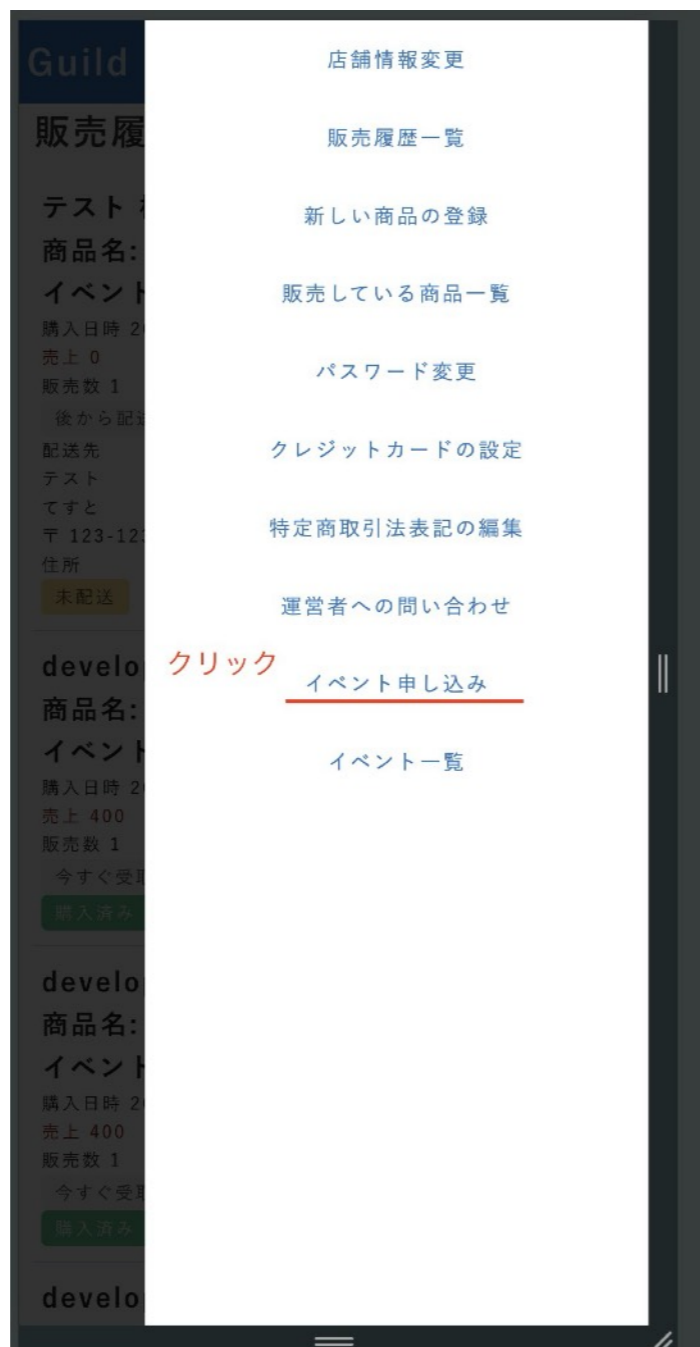 Guild
店舗情報変更
販売履歴一覧
新しい商品の登録
販売している商品一覧
パスワード変更
クレジットカードの設定
特定商取引法表記の編集
運営者への問い合わせ
クリック
イベント申し込み
イベント一覧
販売履
テスト
商品名:
イベント
購入日時 2
売上 0
販売数 1
後から配送
配送先
テスト
てすと
〒 123-12
住所
未配送
develo
商品名:
イベント
購入日時 2
売上 400
販売数 1
今すぐ受取
購入済み
develo
商品名:
イベント
購入日時 2
売上 400
販売数 1
今すぐ受取
購入済み
develo